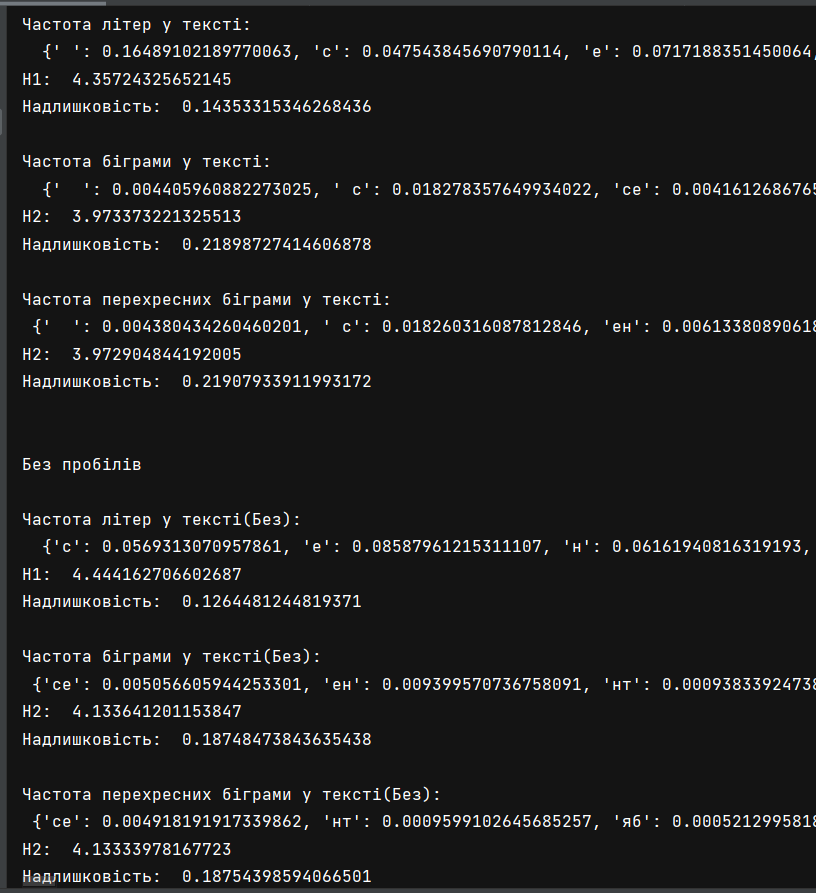 Частота літер у тексті:
{' ': 0.16489102189770063, 'с': 0.047543845690790114, 'е': 0.0717188351450064,
H1: 4.35724325652145
Надлишковість: 0.14353315346268436
Частота біграми у тексті:
{'  ': 0.004405960882273025, ' с': 0.018278357649934022, 'се': 0.0041612686765
H2: 3.973373221325513
Надлишковість: 0.21898727414606878
Частота перехресних біграми у тексті:
{'  ': 0.004380434260460201, ' с': 0.018260316087812846, 'ен': 0.00613380890618
H2: 3.972904844192005
Надлишковість: 0.21907933911993172
Без пробілів
Частота літер у тексті(Без):
{'с': 0.0569313070957861, 'е': 0.08587961215311107, 'н': 0.06161940816319193,
H1: 4.444162706602687
Надлишковість: 0.1264481244819371
Частота біграми у тексті(Без):
{'се': 0.005056605944253301, 'ен': 0.009399570736758091, 'нт': 0.00093833924738
H2: 4.133641201153847
Надлишковість: 0.18748473843635438
Частота перехресних біграми у тексті(Без):
{'се': 0.004918191917339862, 'нт': 0.0009599102645685257, 'яб': 0.0005212995818
H2: 4.13333978167723
Надлишковість: 0.18754398594066501